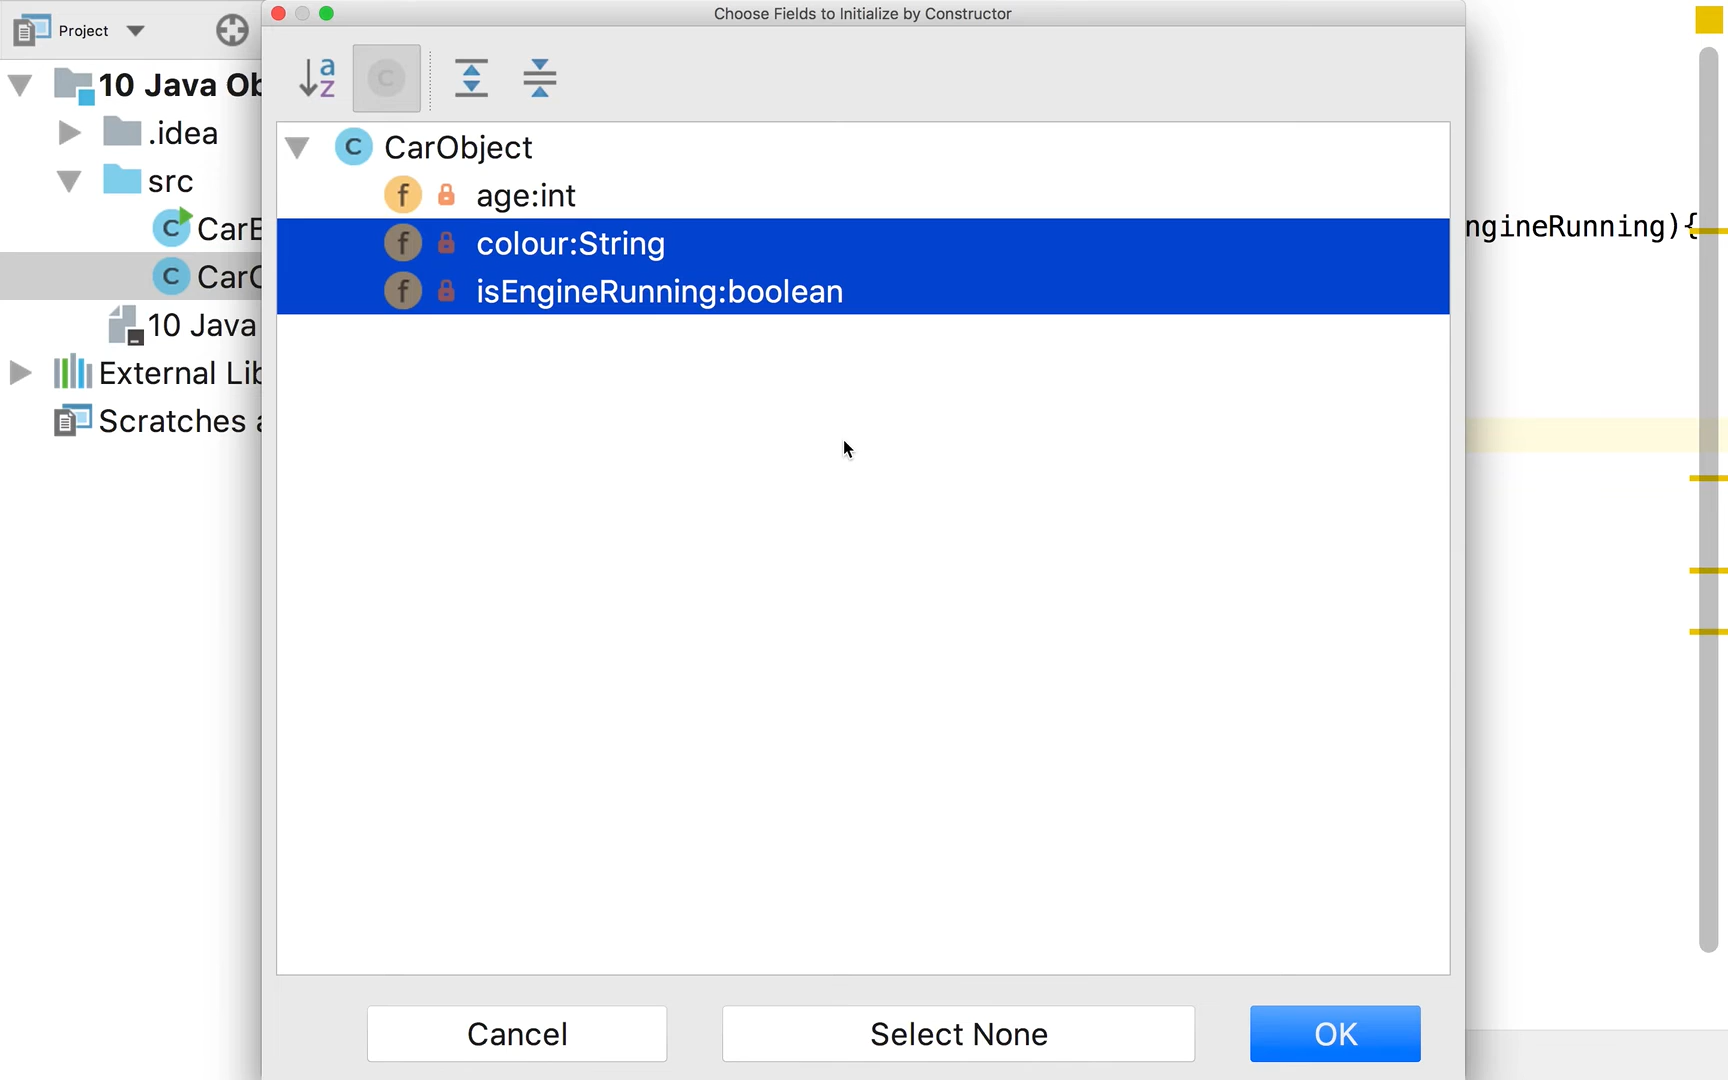 Choose Fields to Initialize by Constructor
Project
10 Java Ob
.idea
src
CarE
CarO
10 Java
External Lib
Scratches a
CarObject
age:int
colour:String
isEngineRunning:boolean
ngineRunning){
Cancel
Select None
OK